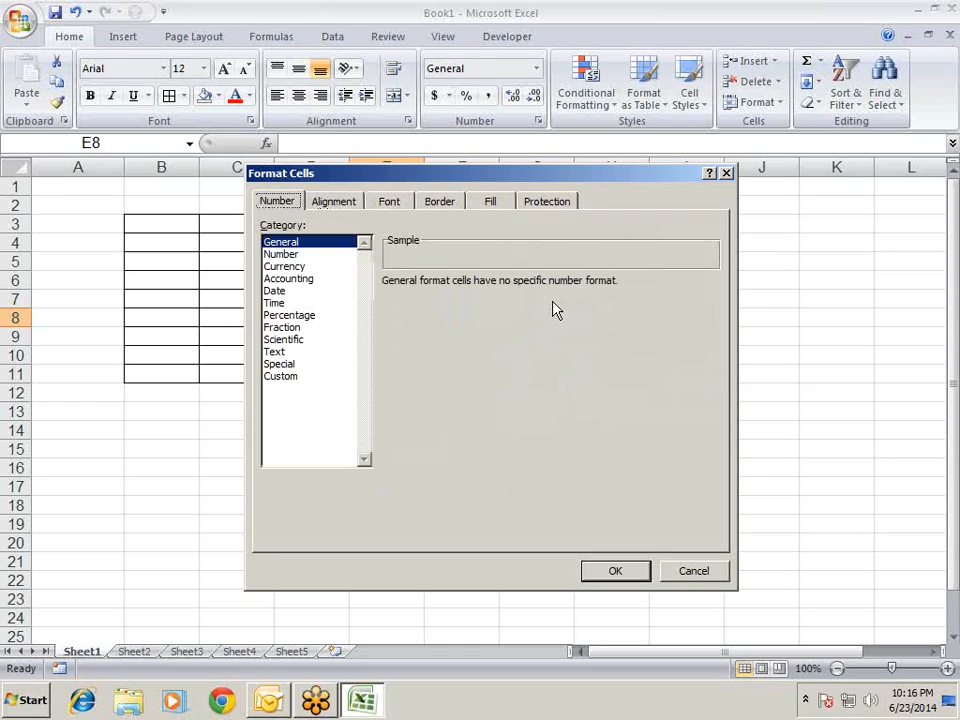 Book1 - Microsoft Excel
Home Insert Page Layout Formulas Data Review View Developer
Paste
Clipboard
Arial 12
B I U
Font
Alignment
General
$ % ,
Number
Conditional Formatting
Format as Table
Cell Styles
Styles
Insert
Delete
Format
Cells
Sort & Filter
Find & Select
Editing
E8
fx
A B C J K L
1
2
3
4
5
6
7
8
9
10
11
12
13
14
15
16
17
18
19
20
21
22
23
24
25
Format Cells
Number Alignment Font Border Fill Protection
Category:
General
Number
Currency
Accounting
Date
Time
Percentage
Fraction
Scientific
Text
Special
Custom
Sample
General format cells have no specific number format.
OK Cancel
Sheet1 Sheet2 Sheet3 Sheet4 Sheet5
Ready
100%
Start
10:16 PM
6/23/2014